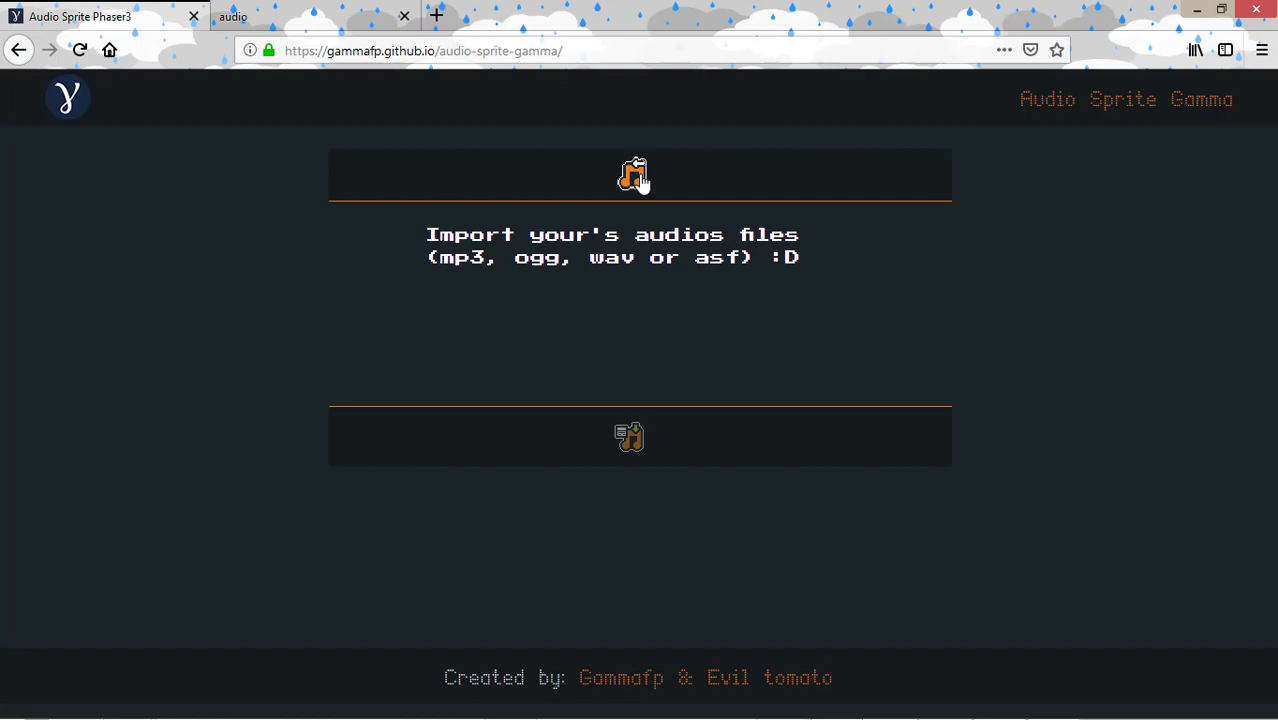 Audio Sprite Phaser3
audio
https://gammafp.github.io/audio-sprite-gamma/
γ
Audio Sprite Gamma
Import your's audios files
(mp3, ogg, wav or asf) :D
Created by: Gammafp & Evil tomato